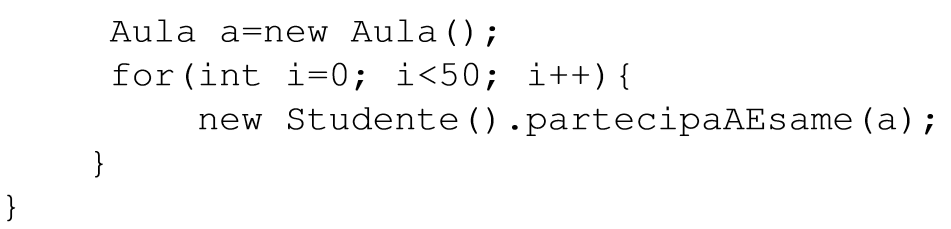 Aula a=new Aula();
for(int i=0; i<50; i++){
new Studente().partecipaAEsame(a);
}
}